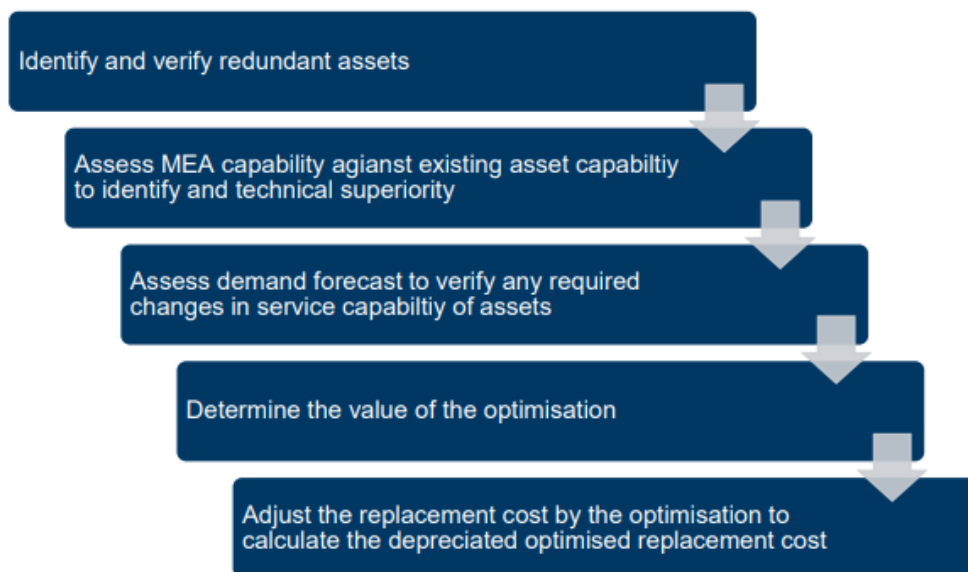 Identify and verify redundant assets
Assess MEA capability agianst existing asset capabiltiy
to identify and technical superiority
Assess demand forecast to verify any required
changes in service capabiltiy of assets
Determine the value of the optimisation
Adjust the replacement cost by the optimisation to
calculate the depreciated optimised replacement cost